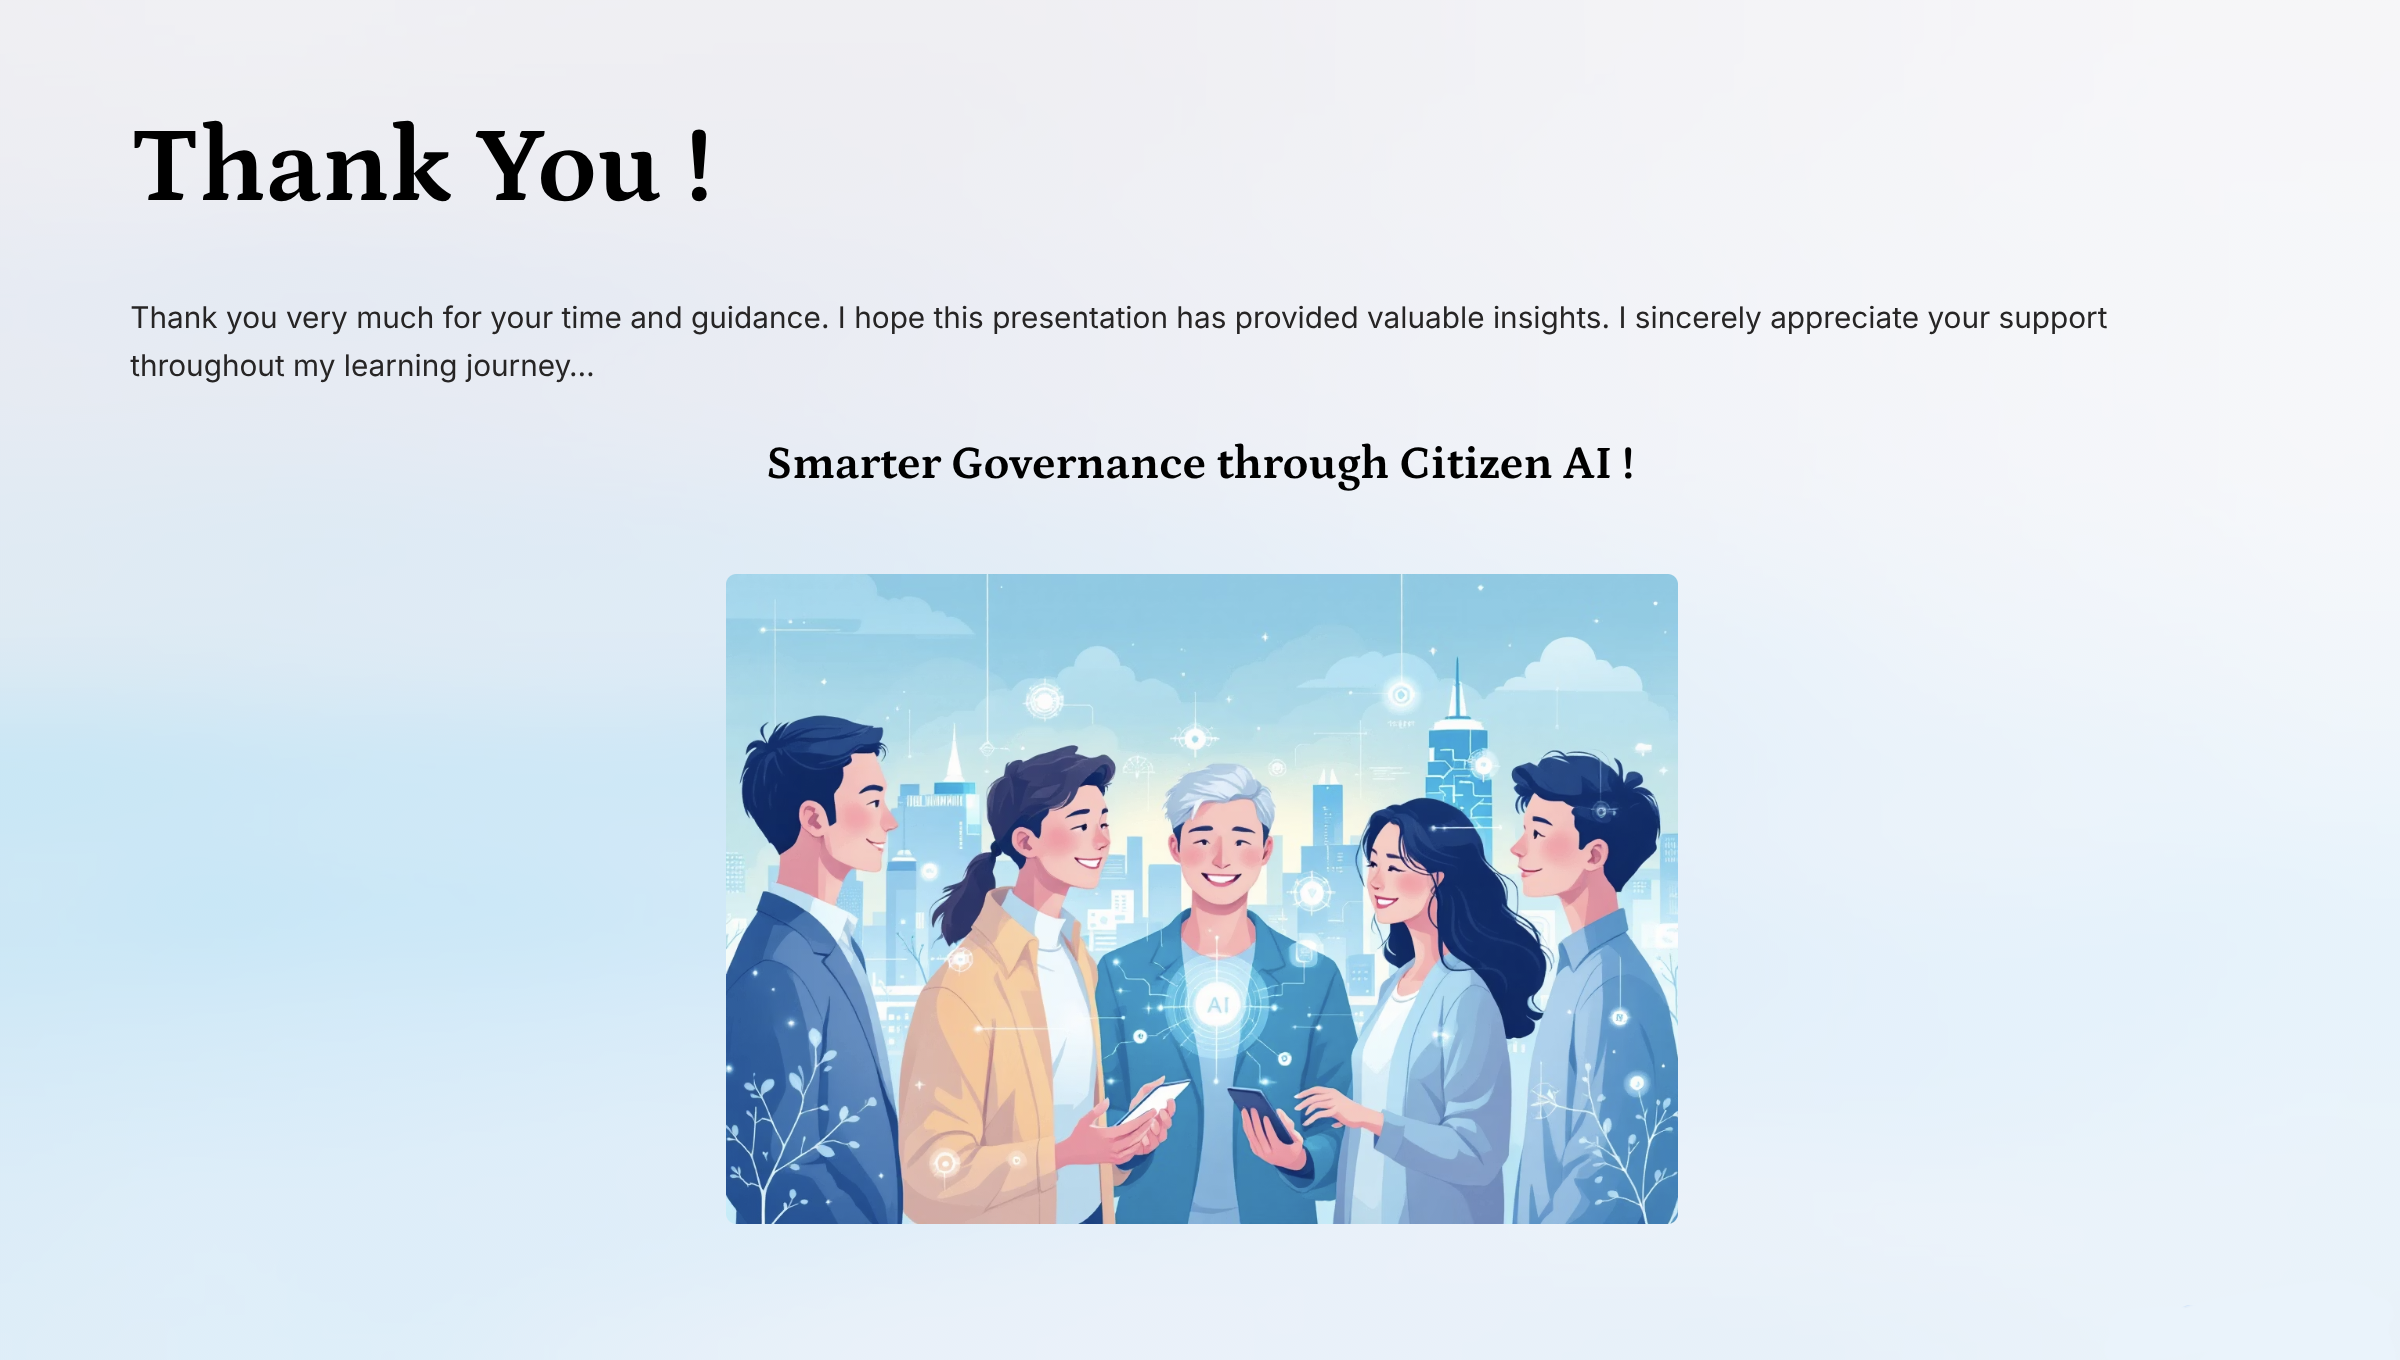 Thank You !
Thank you very much for your time and guidance. I hope this presentation has provided valuable insights. I sincerely appreciate your support
throughout my learning journey...
Smarter Governance through Citizen AI !
AI